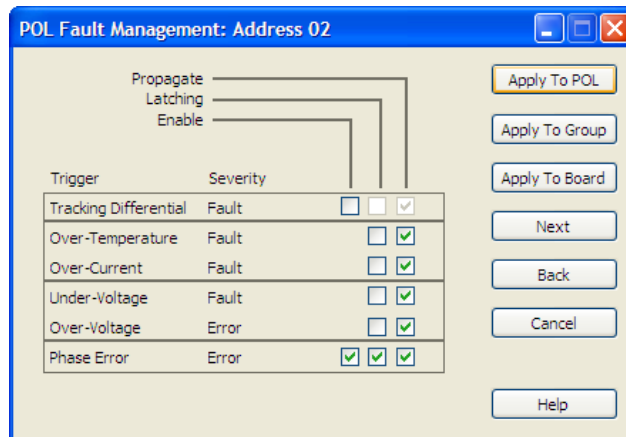 POL Fault Management: Address 02
Propagate
Latching
Enable
Trigger Severity
Tracking Differential Fault
Over-Temperature Fault
Over-Current Fault
Under-Voltage Fault
Over-Voltage Error
Phase Error Error
Apply To POL
Apply To Group
Apply To Board
Next
Back
Cancel
Help